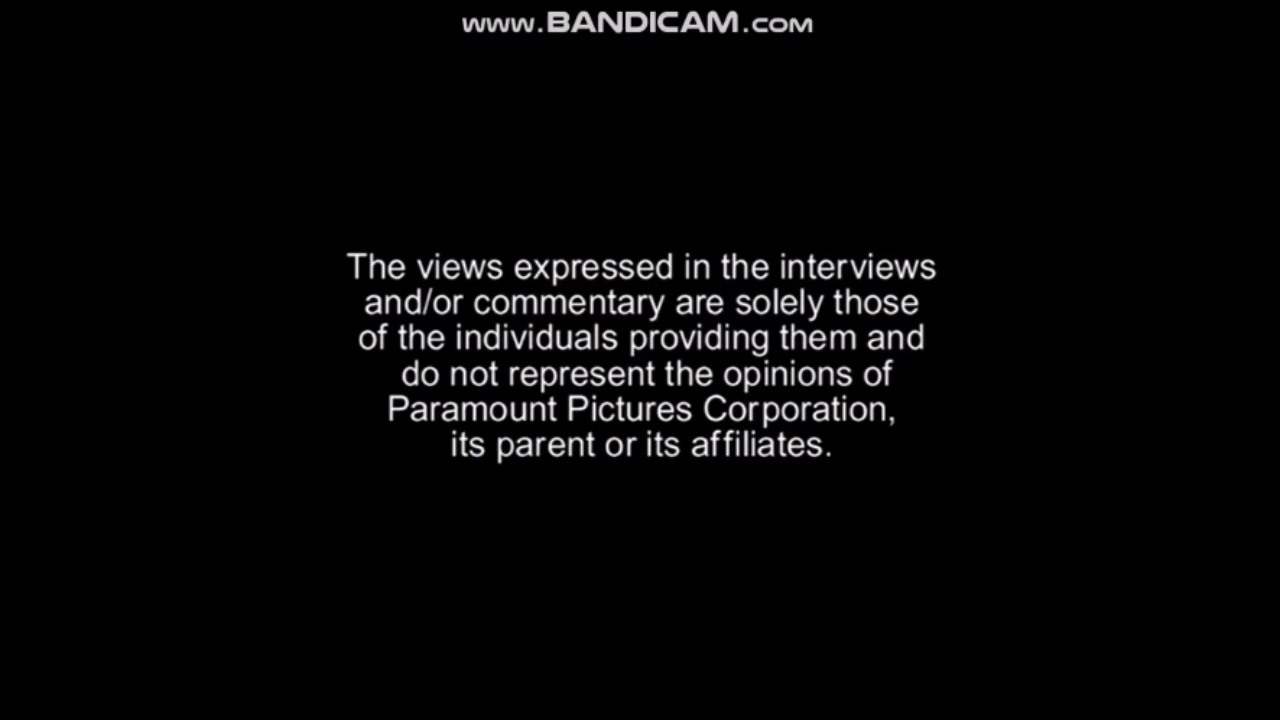 www.BANDICAM.com
The views expressed in the interviews
and/or commentary are solely those
of the individuals providing them and
do not represent the opinions of
Paramount Pictures Corporation,
its parent or its affiliates.